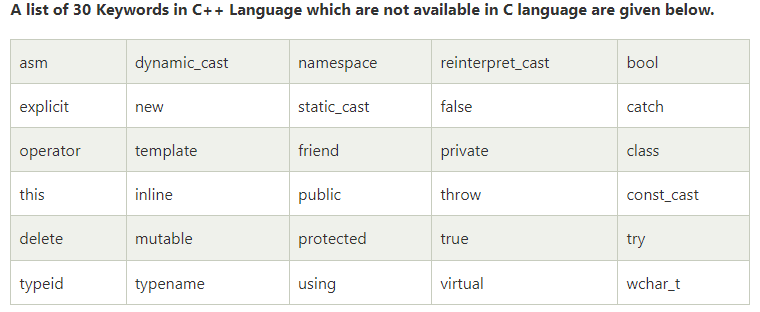 A list of 30 Keywords in C++ Language which are not available in C language are given below.
asm dynamic_cast namespace reinterpret_cast bool
explicit new static_cast false catch
operator template friend private class
this inline public throw const_cast
delete mutable protected true try
typeid typename using virtual wchar_t